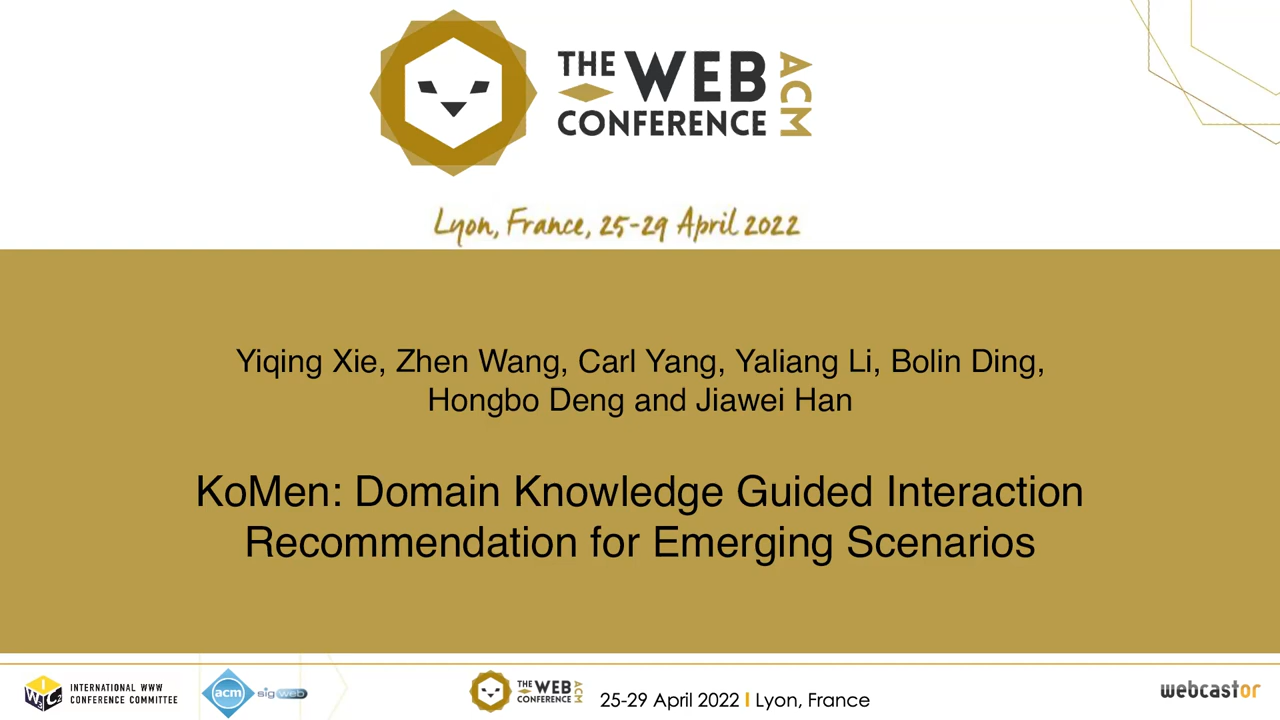 THE WEB CONFERENCE ACM
Lyon, France, 25-29 April 2022
Yiqing Xie, Zhen Wang, Carl Yang, Yaliang Li, Bolin Ding,
Hongbo Deng and Jiawei Han
KoMen: Domain Knowledge Guided Interaction
Recommendation for Emerging Scenarios
INTERNATIONAL WWW
CONFERENCE COMMITTEE
acm sigweb
THE WEB CONFERENCE ACM
25-29 April 2022 I Lyon, France
webcastor